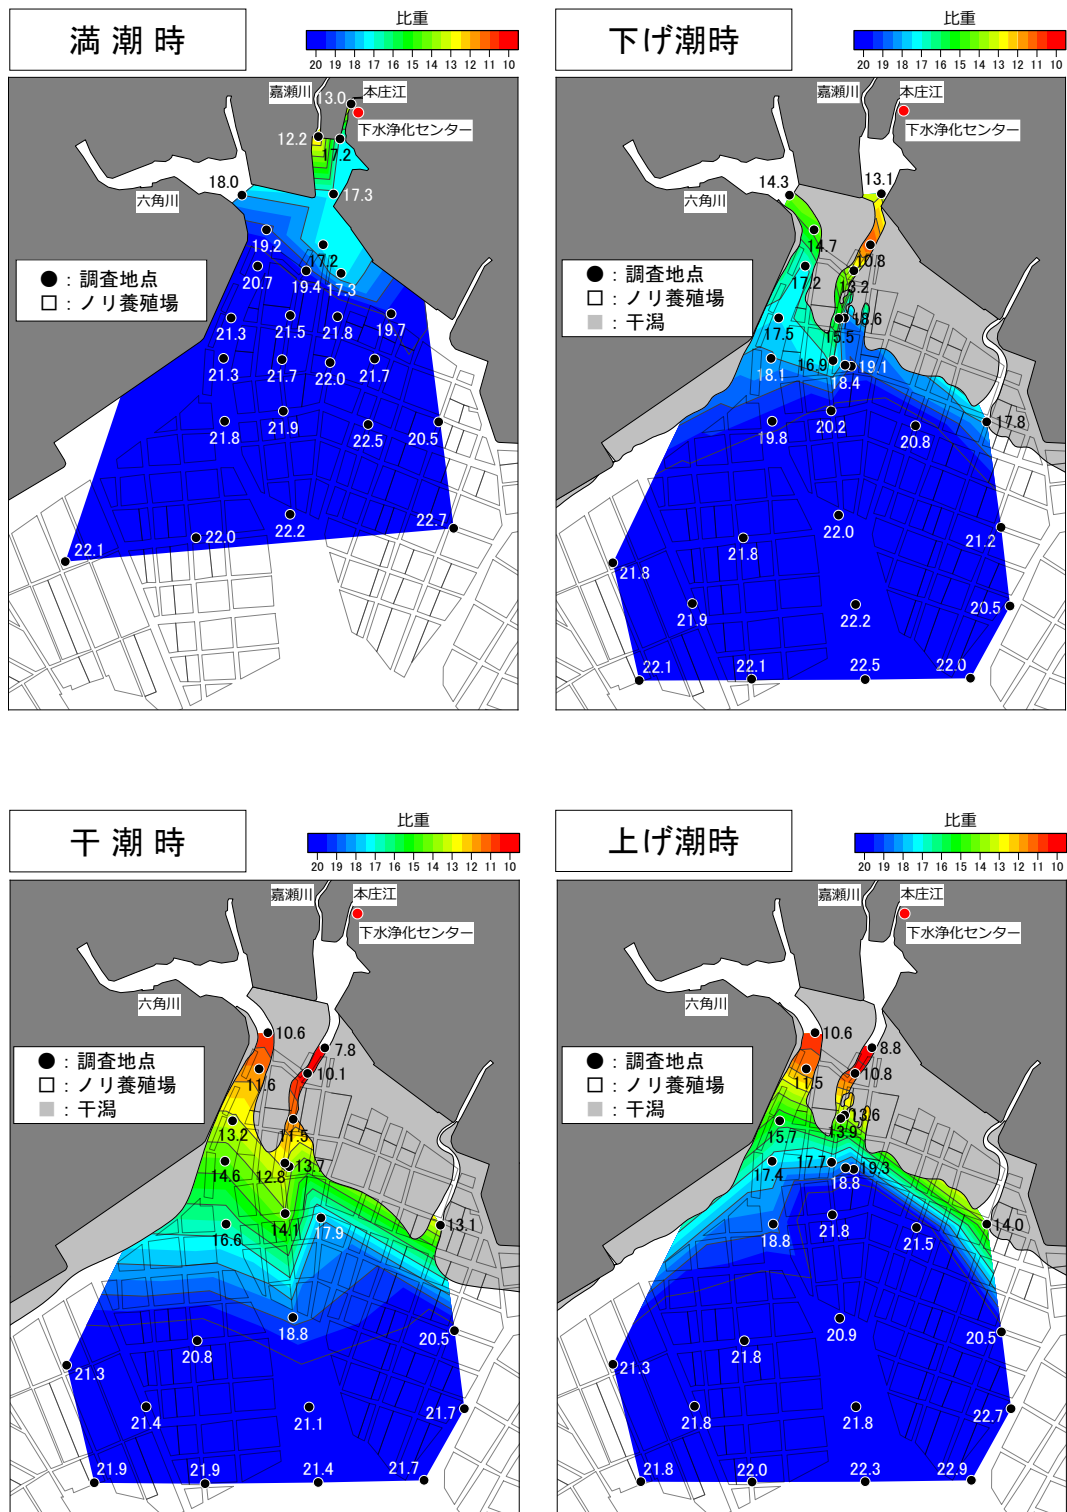 満潮時
比重
20 19 18 17 16 15 14 13 12 11 10
嘉瀬川
本庄江
13.0
下水浄化センター
12.2
17.2
18.0
17.3
六角川
19.2
17.2
●：調査地点
20.7
19.4
17.3
□：ノリ養殖場
21.3
21.5
21.8
19.7
21.3
21.7
22.0
21.7
21.8
21.9
22.5
20.5
22.1
22.0
22.2
22.7
下げ潮時
比重
20 19 18 17 16 15 14 13 12 11 10
嘉瀬川
本庄江
下水浄化センター
14.3
13.1
六角川
14.7
10.8
●：調査地点
17.2
13.2
□：ノリ養殖場
■：干潟
17.5
15.5
18.6
18.1
16.9
18.4
19.1
19.8
20.2
20.8
17.8
21.8
21.8
22.0
21.2
21.9
22.2
20.5
22.1
22.1
22.5
22.0
干潮時
比重
20 19 18 17 16 15 14 13 12 11 10
嘉瀬川
本庄江
下水浄化センター
六角川
10.6
7.8
●：調査地点
11.6
10.1
□：ノリ養殖場
■：干潟
13.2
11.5
14.6
12.8
13.7
16.6
14.1
17.9
13.1
18.8
20.5
21.3
20.8
21.4
21.1
21.7
21.9
21.9
21.4
21.7
上げ潮時
比重
20 19 18 17 16 15 14 13 12 11 10
嘉瀬川
本庄江
下水浄化センター
六角川
10.6
8.8
●：調査地点
11.5
10.8
□：ノリ養殖場
■：干潟
15.7
13.9
13.6
17.4
17.7
18.8
19.3
18.8
21.8
21.5
14.0
21.3
21.8
20.9
20.5
21.8
21.8
22.7
21.8
22.0
22.3
22.9